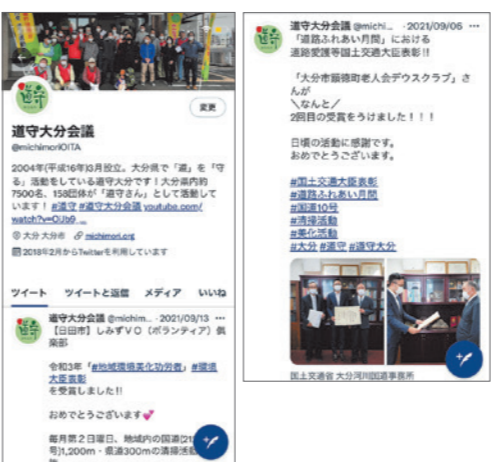 道守
変更
道守大分会議
@michimoriOITA
2004年(平成16年)3月設立。大分県で「道」を「守
る」活動をしている道守大分です！大分県内約
7500名、158団体が「道守さん」として活動して
います！ #道守 #道守大分会議 youtube.com/
watch?v=OiJb9 ...
大分 大分市 michimori.org
2018年2月からTwitterを利用しています
ツイート ツイートと返信 メディア いいね
道守大分会議 @michim... ・2021/09/13 ...
【日田市】しみずＶＯ（ボランティア）倶
楽部
令和3年「#地域環境美化功労者」#環境
大臣表彰
を受賞しました!!
おめでとうございます💕
毎月第２日曜日、地域内の国道(21
号)1,200m・県道300mの清掃活動
道守大分会議 @michi... ・2021/09/06 ...
「道路ふれあい月間」における
道路愛護等国土交通大臣表彰!!
「大分市顕徳町老人会デウスクラブ」さ
んが
＼なんと／
2回目の受賞をうけました！！！
日頃の活動に感謝です。
おめでとうございます。
#国土交通大臣表彰
#道路ふれあい月間
#国道10号
#清掃活動
#美化活動
#大分 #道守 #道守大分
国土交通省 大分河川国道事務所